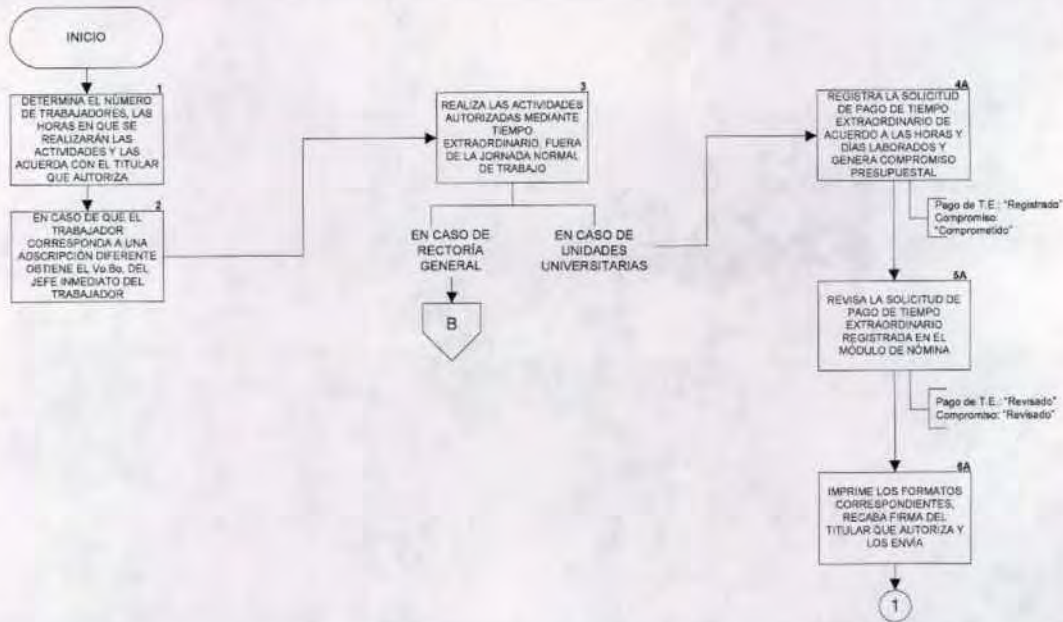 INICIO
1
DETERMINA EL NÚMERO
DE TRABAJADORES, LAS
HORAS EN QUE SE
REALIZARÁN LAS
ACTIVIDADES Y LAS
ACUERDA CON EL TITULAR
QUE AUTORIZA
2
EN CASO DE QUE EL
TRABAJADOR
CORRESPONDA A UNA
ADSCRIPCIÓN DIFERENTE
OBTIENE EL Vo.Bo. DEL
JEFE INMEDIATO DEL
TRABAJADOR
3
REALIZA LAS ACTIVIDADES
AUTORIZADAS MEDIANTE
TIEMPO
EXTRAORDINARIO, FUERA
DE LA JORNADA NORMAL
DE TRABAJO
EN CASO DE
RECTORÍA
GENERAL
B
EN CASO DE
UNIDADES
UNIVERSITARIAS
4A
REGISTRA LA SOLICITUD
DE PAGO DE TIEMPO
EXTRAORDINARIO DE
ACUERDO A LAS HORAS Y
DÍAS LABORADOS Y
GENERA COMPROMISO
PRESUPUESTAL
Pago de T.E.: "Registrado"
Compromiso:
"Comprometido"
5A
REVISA LA SOLICITUD DE
PAGO DE TIEMPO
EXTRAORDINARIO
REGISTRADA EN EL
MÓDULO DE NÓMINA
Pago de T.E.: "Revisado"
Compromiso: "Revisado"
6A
IMPRIME LOS FORMATOS
CORRESPONDIENTES,
RECABA FIRMA DEL
TITULAR QUE AUTORIZA Y
LOS ENVÍA
1